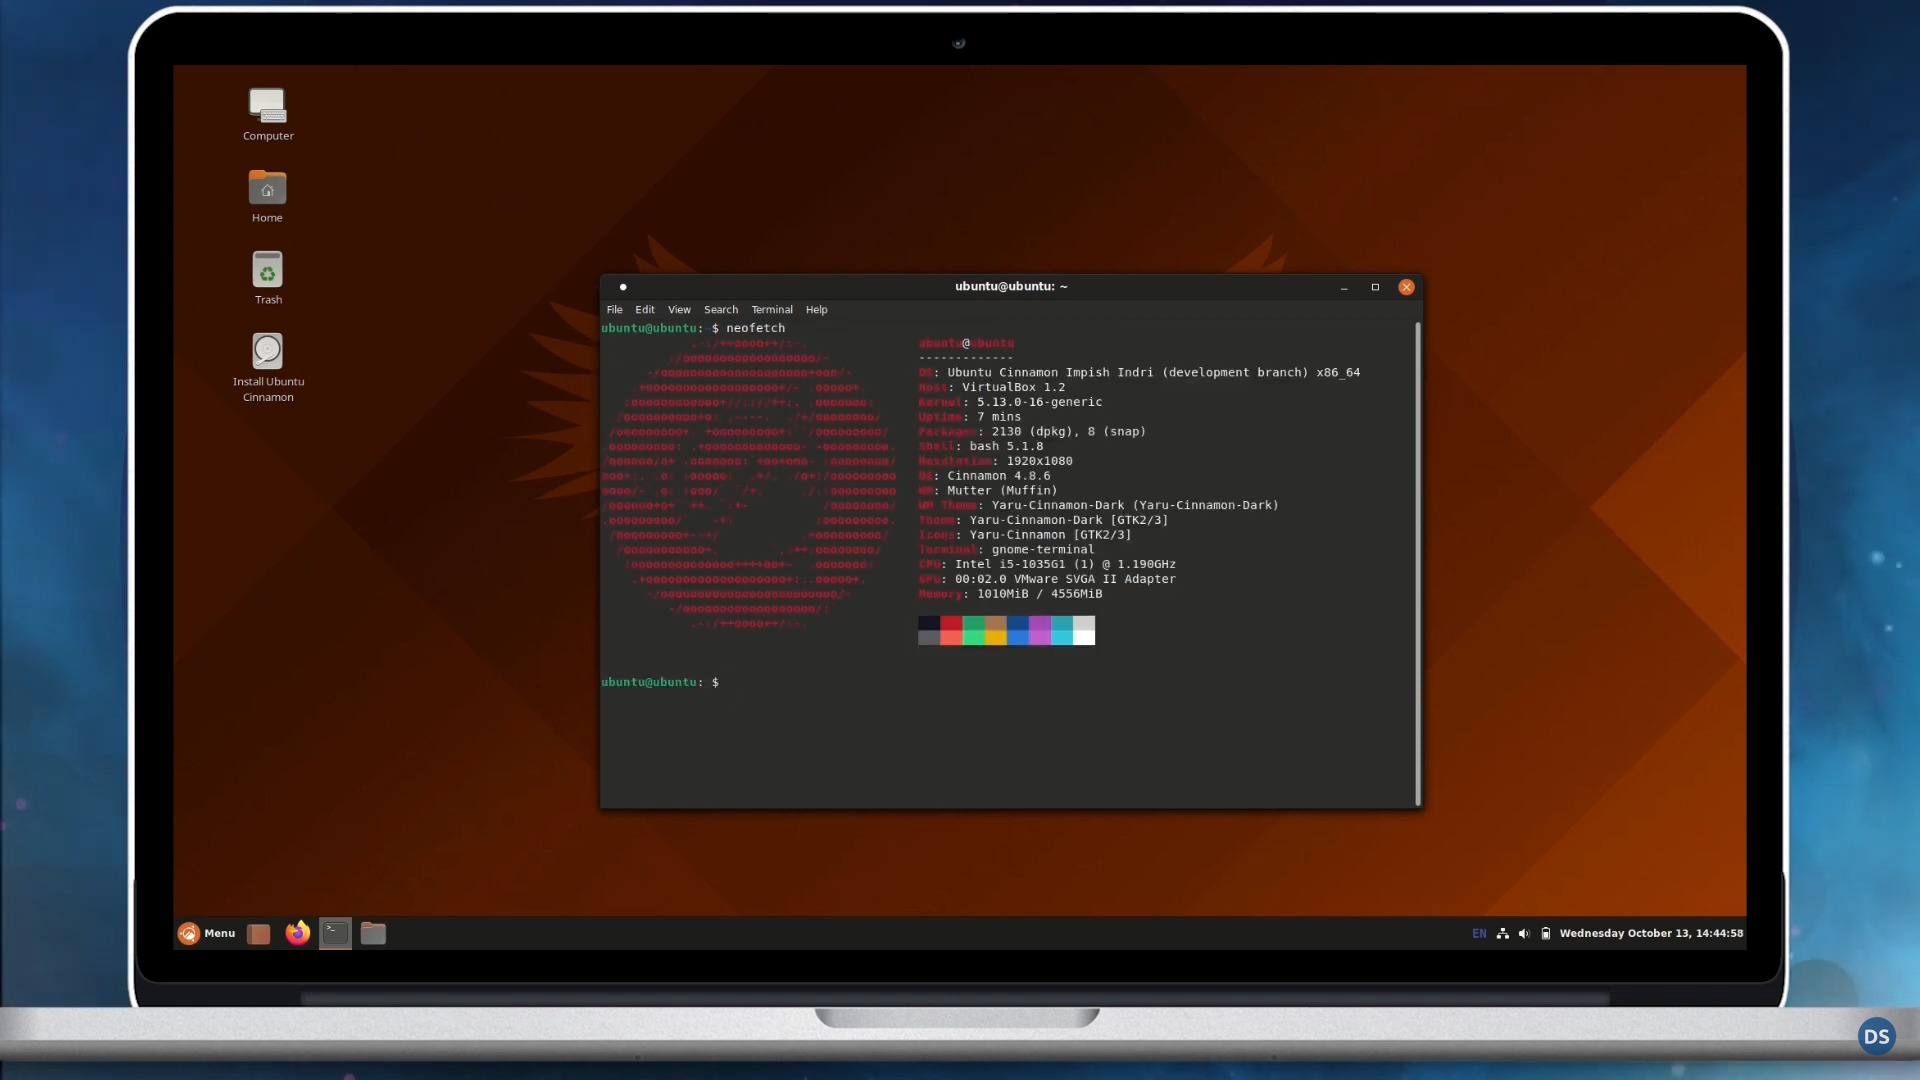 Computer
Home
Trash
Install Ubuntu
Cinnamon
ubuntu@ubuntu: ~
File Edit View Search Terminal Help
ubuntu@ubuntu:~$ neofetch
ubuntu@ubuntu
-------------
OS: Ubuntu Cinnamon Impish Indri (development branch) x86_64
Host: VirtualBox 1.2
Kernel: 5.13.0-16-generic
Uptime: 7 mins
Packages: 2130 (dpkg), 8 (snap)
Shell: bash 5.1.8
Resolution: 1920x1080
DE: Cinnamon 4.8.6
WM: Mutter (Muffin)
WM Theme: Yaru-Cinnamon-Dark (Yaru-Cinnamon-Dark)
Theme: Yaru-Cinnamon-Dark [GTK2/3]
Icons: Yaru-Cinnamon [GTK2/3]
Terminal: gnome-terminal
CPU: Intel i5-1035G1 (1) @ 1.190GHz
GPU: 00:02.0 VMware SVGA II Adapter
Memory: 1010MiB / 4556MiB
ubuntu@ubuntu: $
Menu
EN
Wednesday October 13, 14:44:58
DS